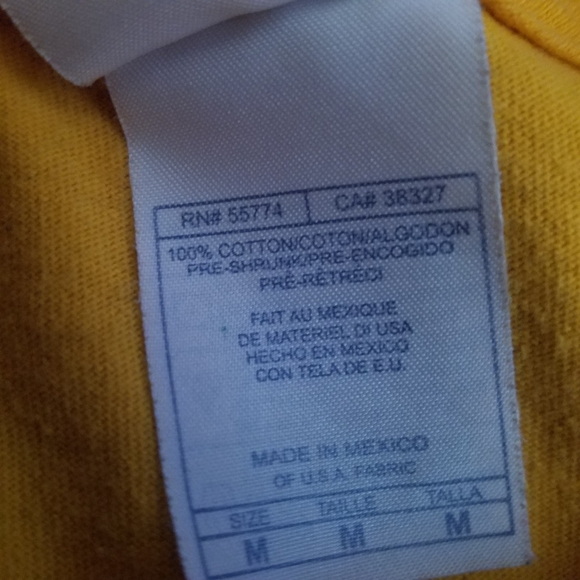 RN# 55774 CA# 38327
100% COTTON/COTON/ALGODON
PRE-SHRUNK/PRE-ENCOGIDO
PRÉ-RÉTRÉCI
FAIT AU MEXIQUE
DE MATERIEL DI USA
HECHO EN MEXICO
CON TELA DE E.U.
MADE IN MEXICO
OF U.S.A. FABRIC
SIZE TAILLE TALLA
M M M